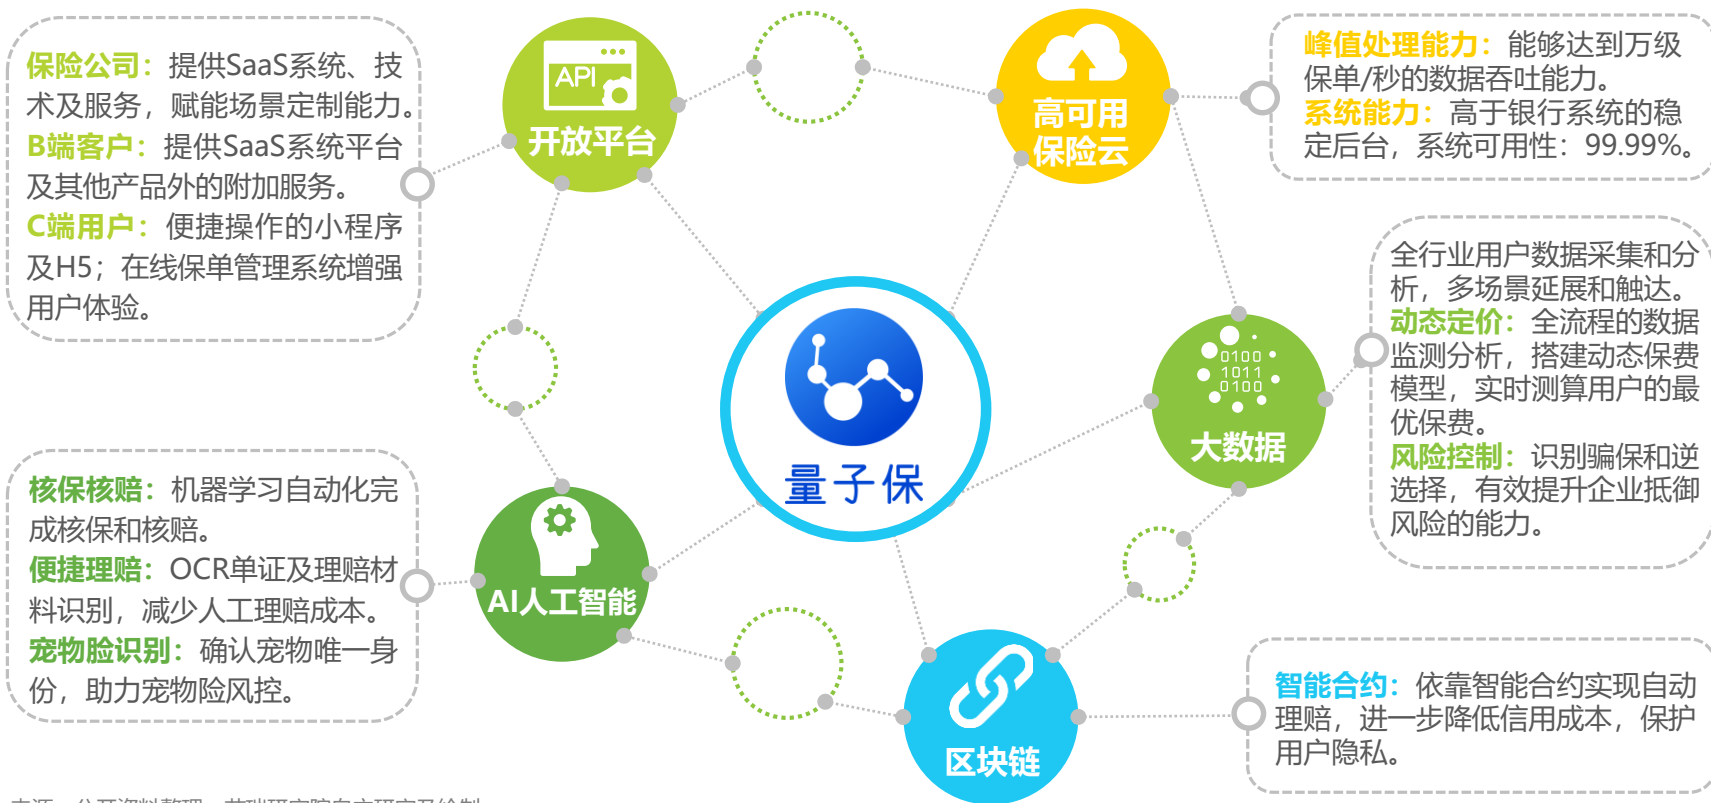 保险公司：提供SaaS系统、技
术及服务，赋能场景定制能力。
B端客户：提供SaaS系统平台
及其他产品外的附加服务。
C端用户：便捷操作的小程序
及H5；在线保单管理系统增强
用户体验。
API
开放平台
高可用
保险云
峰值处理能力：能够达到万级
保单/秒的数据吞吐能力。
系统能力：高于银行系统的稳
定后台，系统可用性：99.99%。
全行业用户数据采集和分
析，多场景延展和触达。
动态定价：全流程的数据
监测分析，搭建动态保费
模型，实时测算用户的最
优保费。
风险控制：识别骗保和逆
选择，有效提升企业抵御
风险的能力。
0100
1011
0100
大数据
量子保
核保核赔：机器学习自动化完
成核保和核赔。
便捷理赔：OCR单证及理赔材
料识别，减少人工理赔成本。
宠物脸识别：确认宠物唯一身
份，助力宠物险风控。
AI人工智能
区块链
智能合约：依靠智能合约实现自动
理赔，进一步降低信用成本，保护
用户隐私。